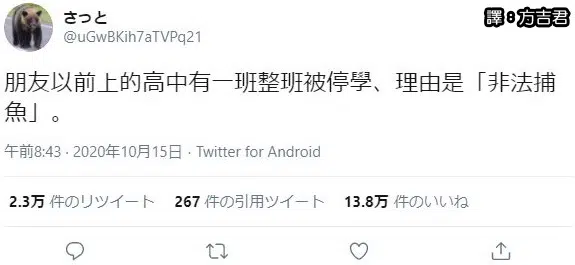 さっと
譯8方吉君
@uGwBKih7aTVPq21
朋友以前上的高中有一班整班被停學、理由是「非法捕
魚」。
午前8:43 · 2020年10月15日 · Twitter for Android
2.3万 件のリツイート 267 件の引用ツイート 13.8万 件のいいね